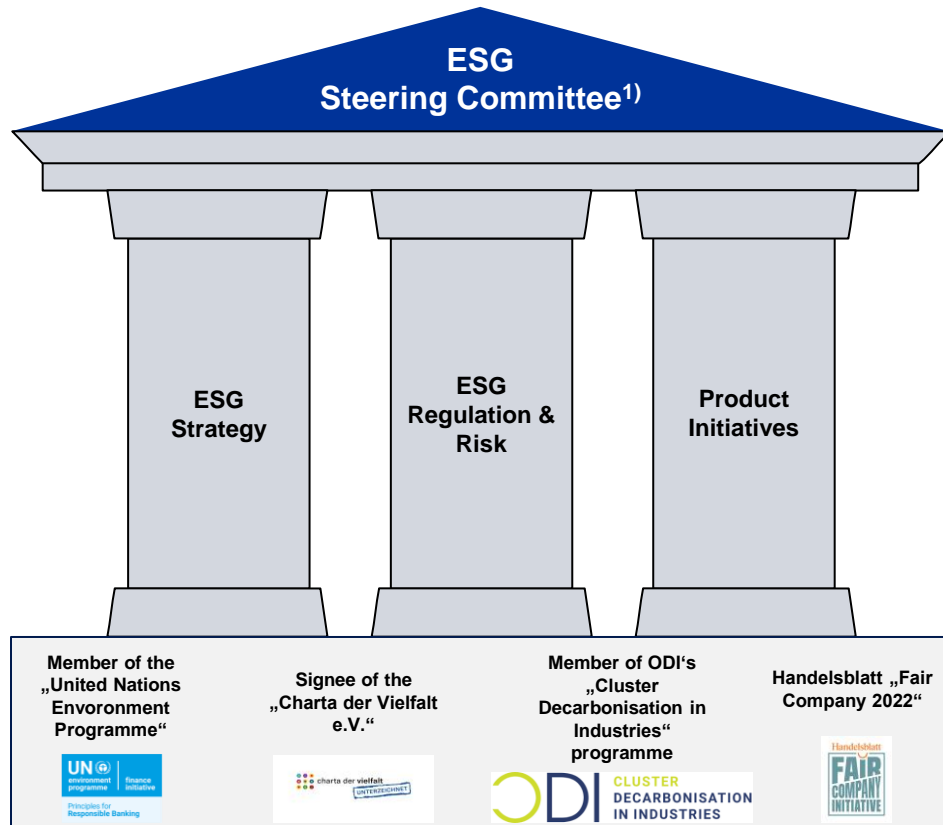 ESG
Steering Committee1)
ESG
Strategy
ESG
Regulation &
Risk
Product
Initiatives
Member of the
„United Nations
Envoronment
Programme“
Signee of the
„Charta der Vielfalt
e.V.“
Member of ODI‘s
„Cluster
Decarbonisation in
Industries“
programme
Handelsblatt „Fair
Company 2022“
UN
environment
programme
finance
initiative
Principles for
Responsible Banking
charta der vielfalt
UNTERZEICHNET
ODI
CLUSTER
DECARBONISATION
IN INDUSTRIES
Handelsblatt
FAIR
COMPANY
INITIATIVE